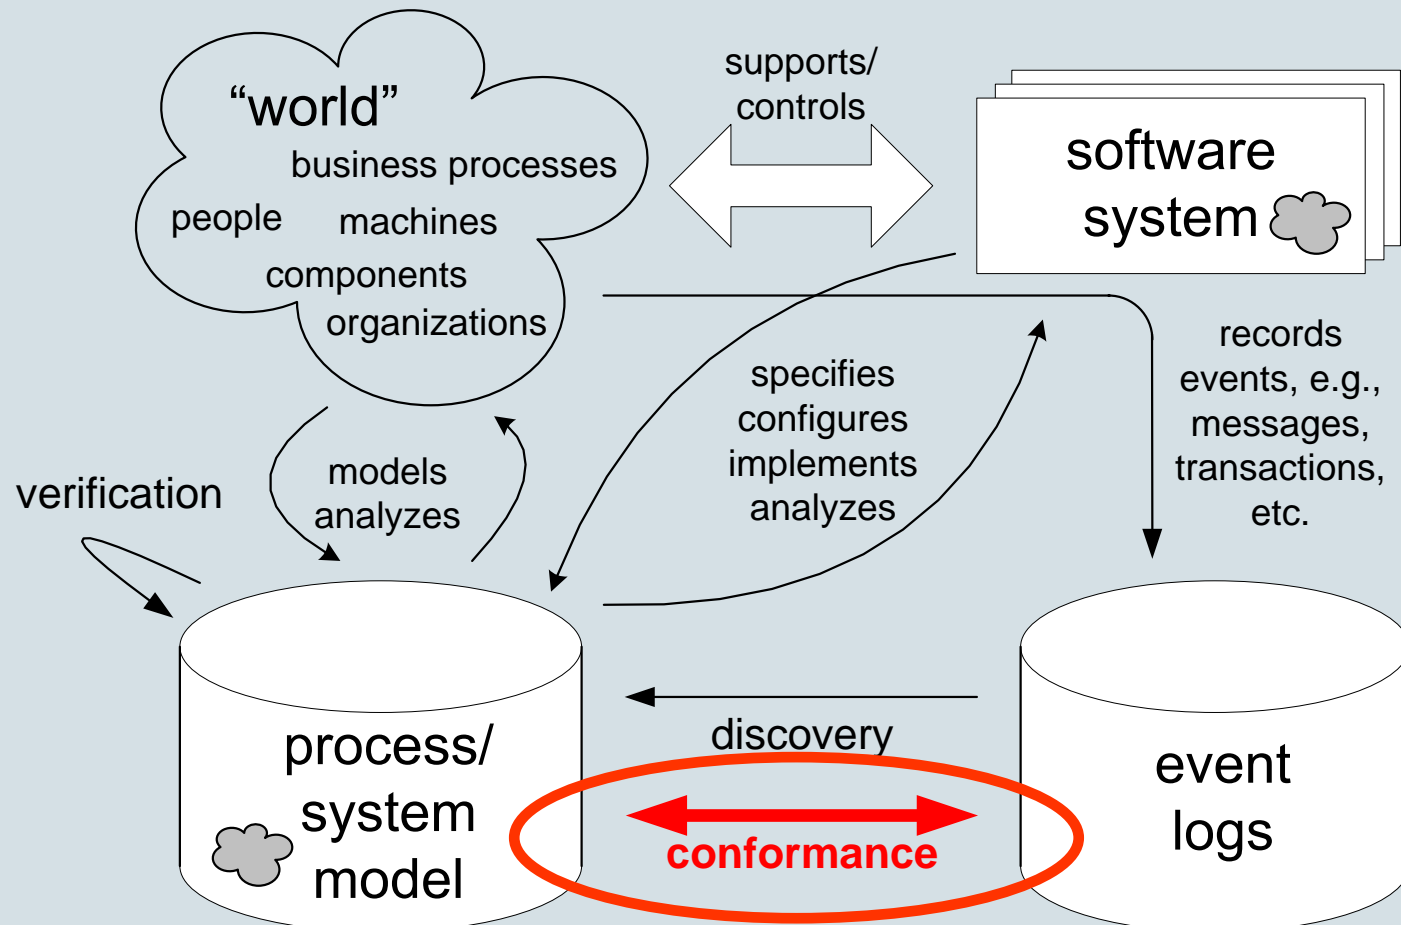 “world”
business processes
people
machines
components
organizations
supports/
controls
software
system
records
events, e.g.,
messages,
transactions,
etc.
specifies
configures
implements
analyzes
models
analyzes
verification
discovery
conformance
process/
system
model
event
logs